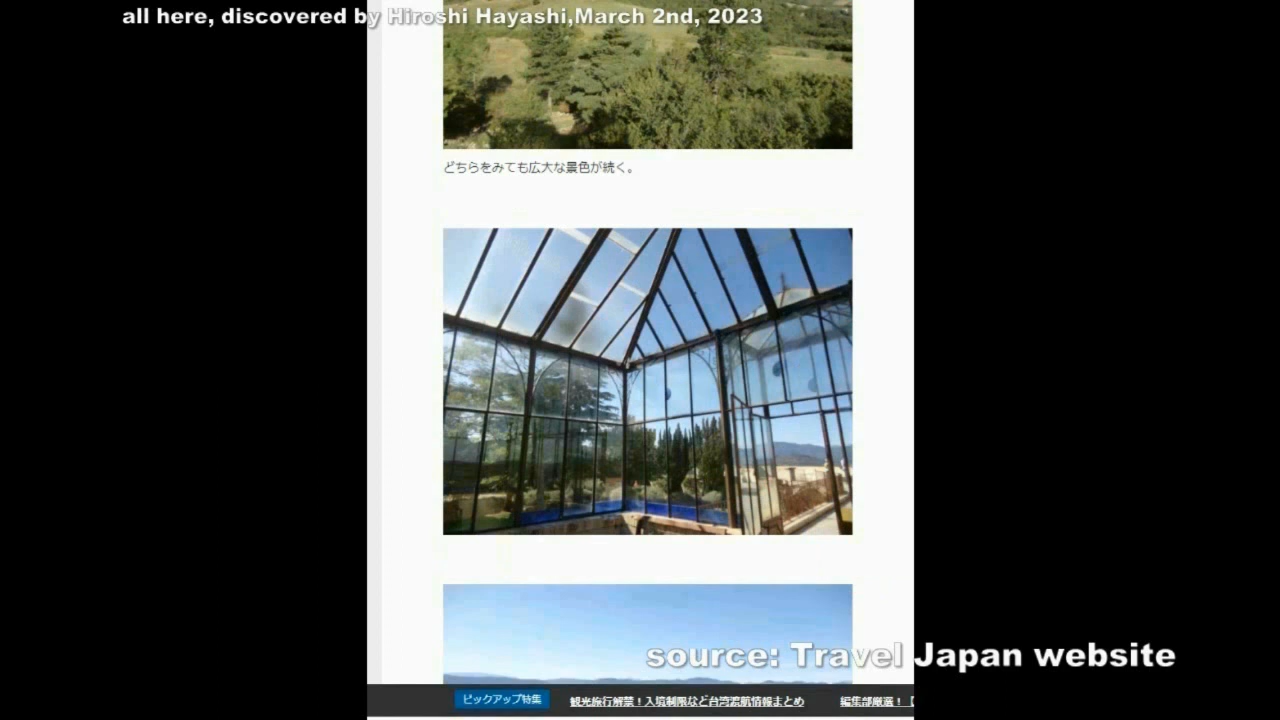 all here, discovered by Hiroshi Hayashi,March 2nd, 2023
どちらをみても広大な景色が続く。
source: Travel Japan website
ピックアップ特集 観光旅行解禁！入境制限など台湾渡航情報まとめ 編集部厳選！